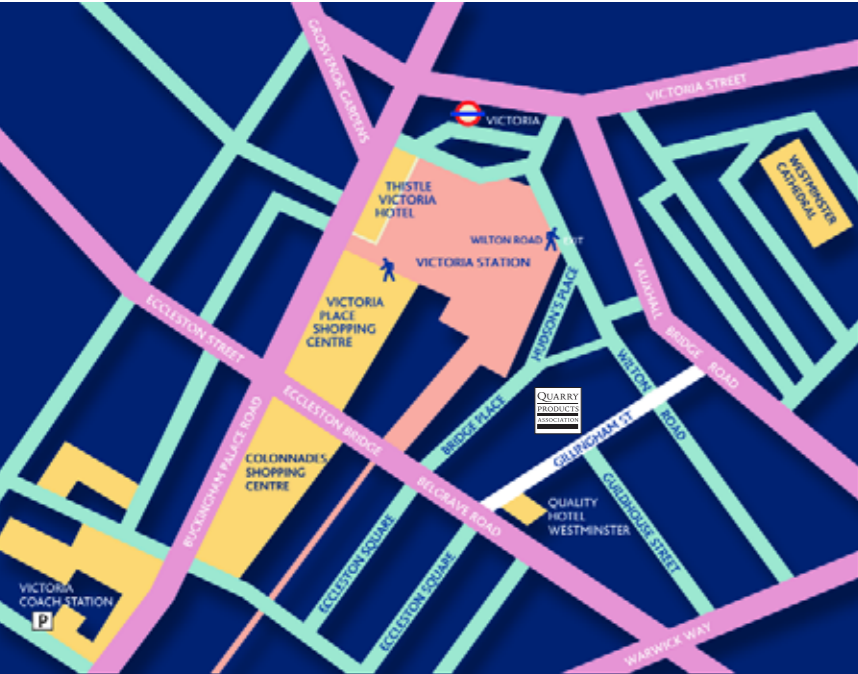 GROSVENOR GARDENS
VICTORIA STREET
VICTORIA
WESTMINSTER
CATHEDRAL
THISTLE
VICTORIA
HOTEL
WILTON ROAD EXIT
VICTORIA STATION
VAUXHALL BRIDGE ROAD
HUDSON'S PLACE
ECCLESTON STREET
VICTORIA
PLACE
SHOPPING
CENTRE
WILTON ROAD
ECCLESTON BRIDGE
QUARRY
PRODUCTS
ASSOCIATION
BRIDGE PLACE
GILLINGHAM ST
BUCKINGHAM PALACE ROAD
COLONNADES
SHOPPING
CENTRE
BELGRAVE ROAD
GUILDHOUSE STREET
QUALITY
HOTEL
WESTMINSTER
ECCLESTON SQUARE
ECCLESTON SQUARE
VICTORIA
COACH STATION
P
WARWICK WAY